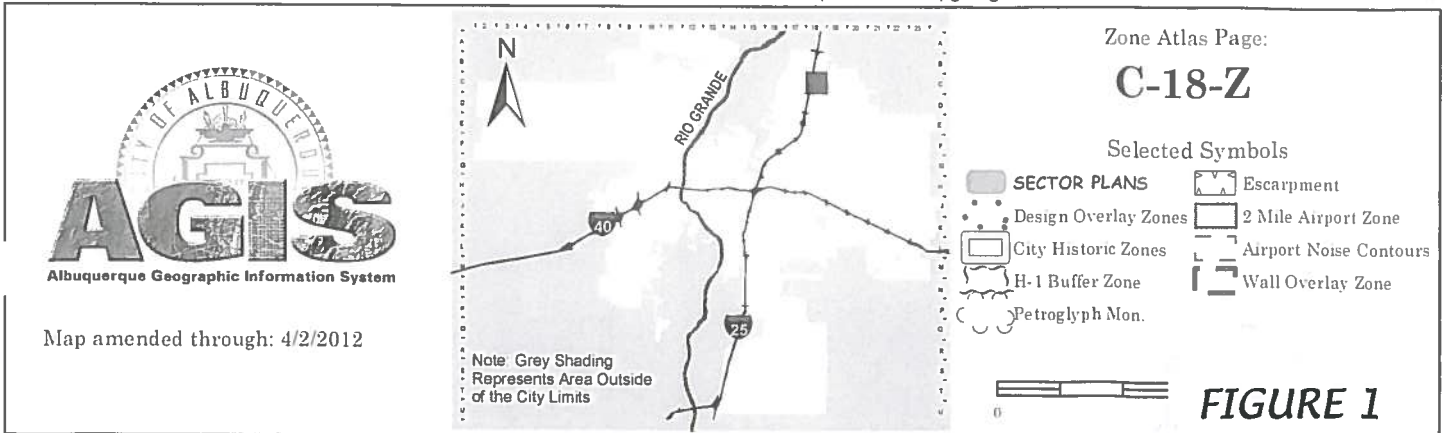 CITY OF ALBUQUERQUE
AGIS
Albuquerque Geographic Information System
Map amended through: 4/2/2012
N
RIO GRANDE
40
25
Note: Grey Shading
Represents Area Outside
of the City Limits
Zone Atlas Page:
C-18-Z
Selected Symbols
SECTOR PLANS
Escarpment
Design Overlay Zones
2 Mile Airport Zone
City Historic Zones
Airport Noise Contours
H-1 Buffer Zone
Wall Overlay Zone
Petroglyph Mon.
0
FIGURE 1